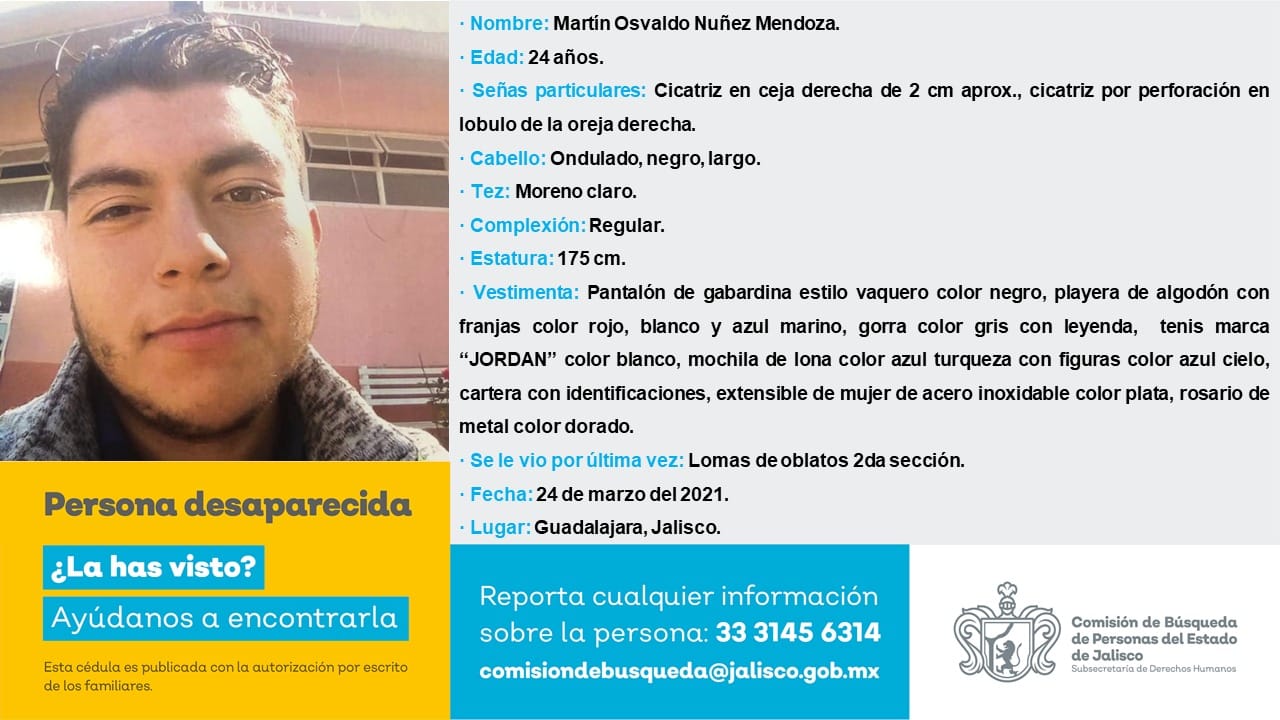 · Nombre: Martín Osvaldo Nuñez Mendoza.
· Edad: 24 años.
· Señas particulares: Cicatriz en ceja derecha de 2 cm aprox., cicatriz por perforación en
lobulo de la oreja derecha.
· Cabello: Ondulado, negro, largo.
· Tez: Moreno claro.
· Complexión: Regular.
· Estatura: 175 cm.
· Vestimenta: Pantalón de gabardina estilo vaquero color negro, playera de algodón con
franjas color rojo, blanco y azul marino, gorra color gris con leyenda, tenis marca
“JORDAN” color blanco, mochila de lona color azul turqueza con figuras color azul cielo,
cartera con identificaciones, extensible de mujer de acero inoxidable color plata, rosario de
metal color dorado.
· Se le vio por última vez: Lomas de oblatos 2da sección.
· Fecha: 24 de marzo del 2021.
· Lugar: Guadalajara, Jalisco.
Persona desaparecida
¿La has visto?
Ayúdanos a encontrarla
Esta cédula es publicada con la autorización por escrito
de los familiares.
Reporta cualquier información
sobre la persona: 33 3145 6314
comisiondebusqueda@jalisco.gob.mx
Comisión de Búsqueda
de Personas del Estado
de Jalisco
Subsecretaría de Derechos Humanos